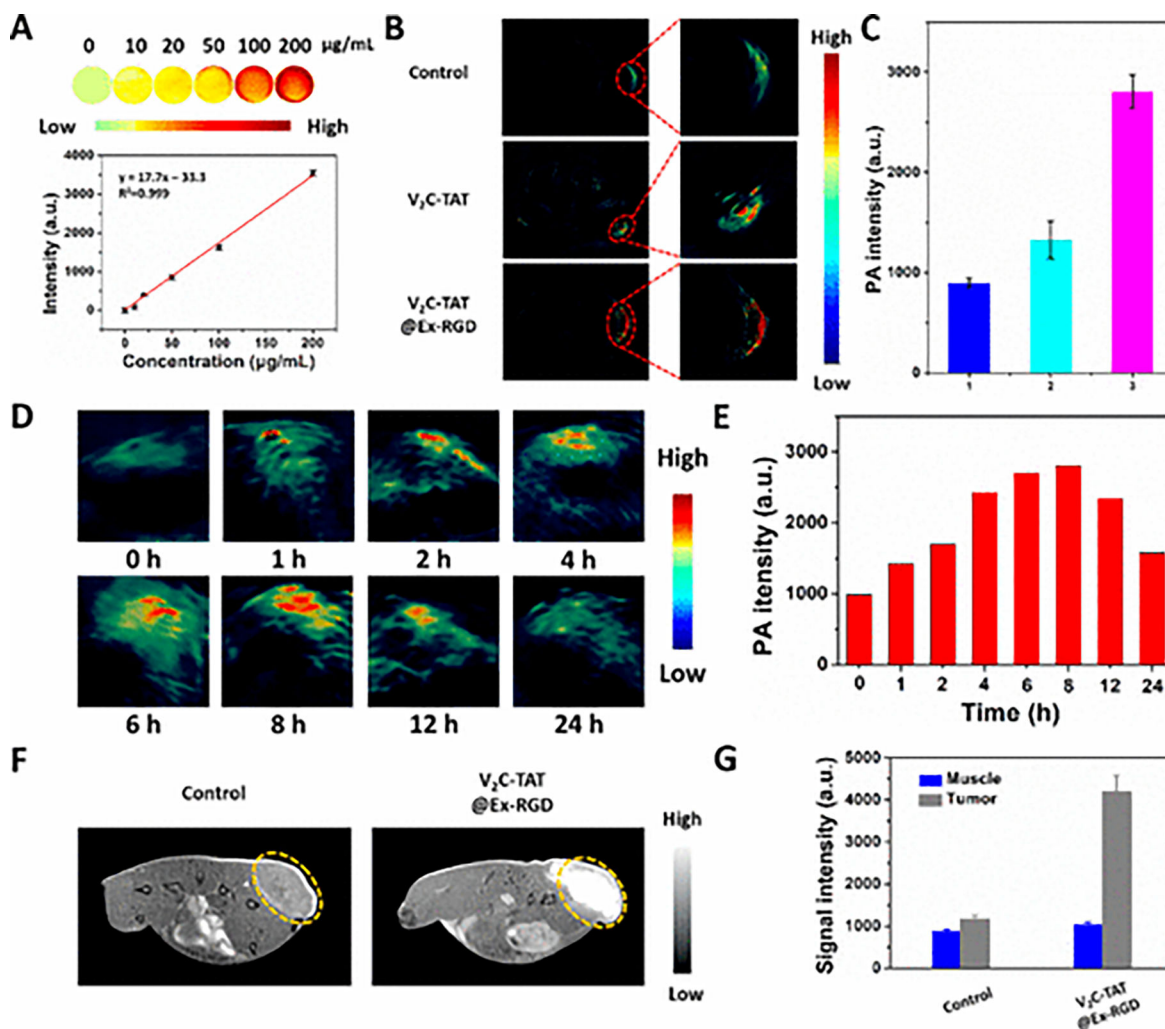 A
0 10 20 50 100 200 µg/mL
Low High
4000
3000
2000
1000
0
y = 17.7x − 33.3
R²=0.999
Intensity (a.u.)
0 50 100 150 200
Concentration (µg/mL)
B
Control
V₂C-TAT
V₂C-TAT
@Ex-RGD
High
Low
C
3000
2000
1000
0
PA intensity (a.u.)
1 2 3
D
0 h 1 h 2 h 4 h
6 h 8 h 12 h 24 h
High
Low
E
3000
2000
1000
0
PA itensity (a.u.)
0 1 2 4 6 8 12 24
Time (h)
F
Control
V₂C-TAT
@Ex-RGD
High
Low
G
5000
4000
3000
2000
1000
0
Signal intensity (a.u.)
Muscle
Tumor
Control
V₂C-TAT
@Ex-RGD